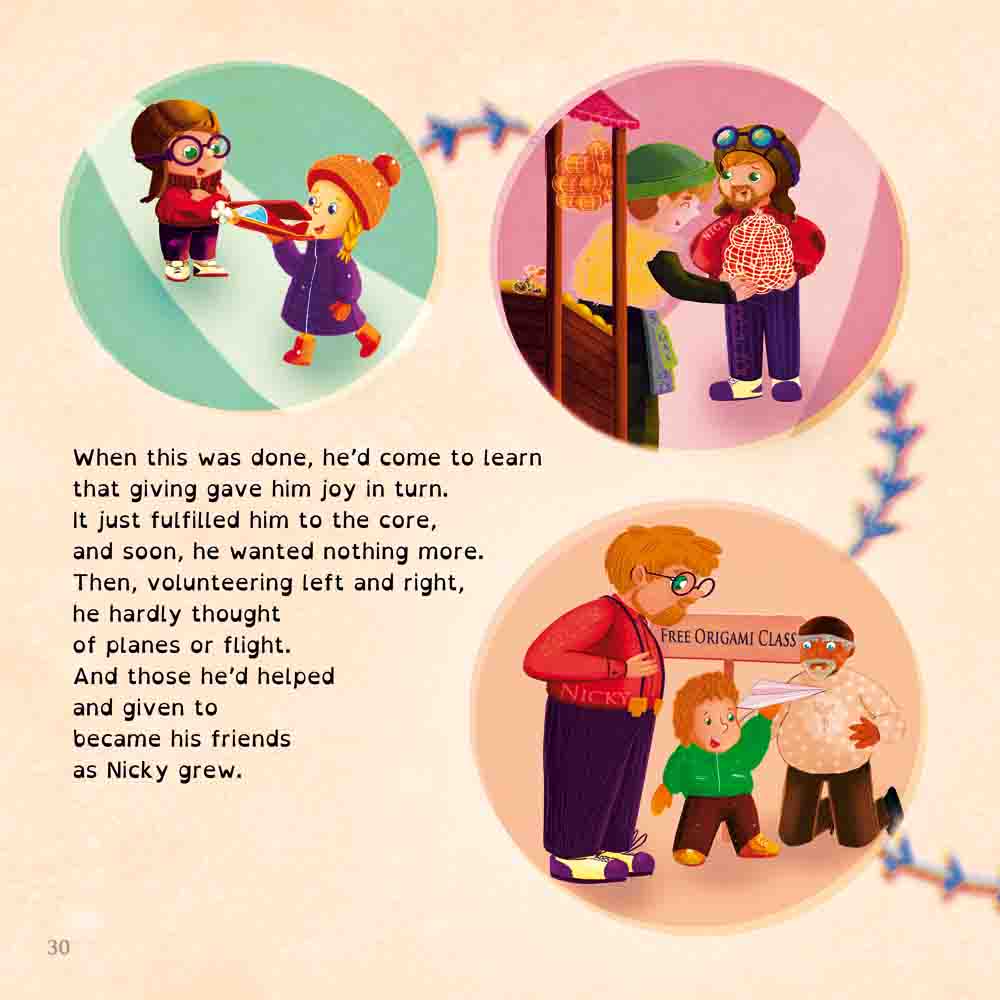 NICKY
FREE ORIGAMI CLASS
NICKY
When this was done, he'd come to learn
that giving gave him joy in turn.
It just fulfilled him to the core,
and soon, he wanted nothing more.
Then, volunteering left and right,
he hardly thought
of planes or flight.
And those he'd helped
and given to
became his friends
as Nicky grew.
30